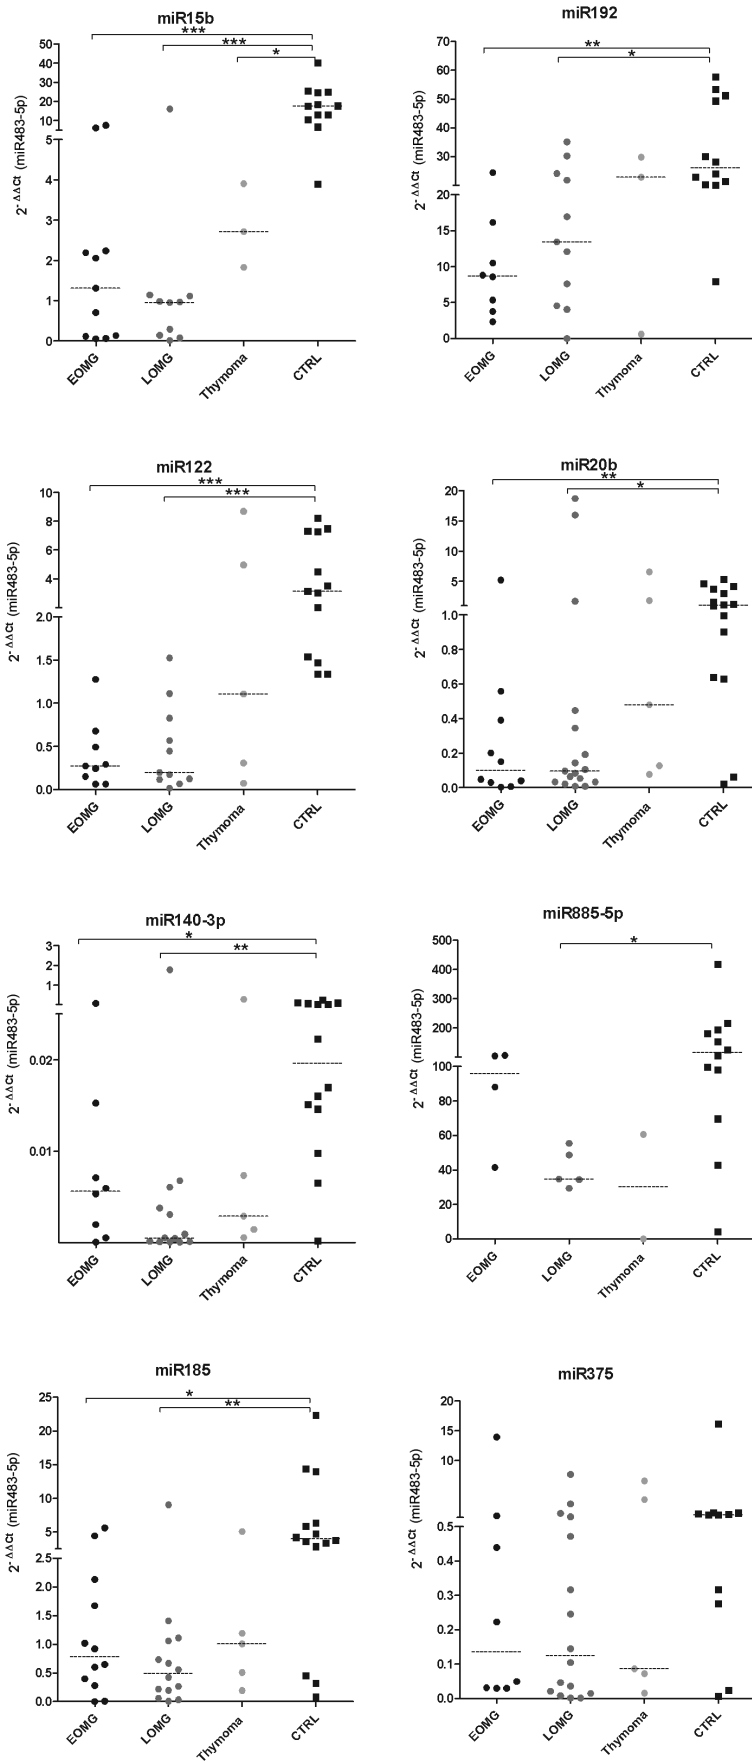 miR15b
***
***
*
2-ΔΔCt (miR483-5p)
50
40
30
20
10
5
4
3
2
1
0
EOMG
LOMG
Thymoma
CTRL
miR192
**
*
2-ΔΔCt (miR483-5p)
70
60
50
40
30
20
15
10
5
0
EOMG
LOMG
Thymoma
CTRL
miR122
***
***
2-ΔΔCt (miR483-5p)
10
8
6
4
2.0
1.5
1.0
0.5
0.0
EOMG
LOMG
Thymoma
CTRL
miR20b
**
*
2-ΔΔCt (miR483-5p)
20
15
10
5
1.0
0.8
0.6
0.4
0.2
0.0
EOMG
LOMG
Thymoma
CTRL
miR140-3p
*
**
2-ΔΔCt (miR483-5p)
3
2
1
0.02
0.01
EOMG
LOMG
Thymoma
CTRL
miR885-5p
*
2-ΔΔCt (miR483-5p)
500
400
300
200
100
80
60
40
20
0
EOMG
LOMG
Thymoma
CTRL
miR185
*
**
2-ΔΔCt (miR483-5p)
25
20
15
10
5
2.5
2.0
1.5
1.0
0.5
0.0
EOMG
LOMG
Thymoma
CTRL
miR375
2-ΔΔCt (miR483-5p)
20
15
10
0.5
0.4
0.3
0.2
0.1
0.0
EOMG
LOMG
Thymoma
CTRL